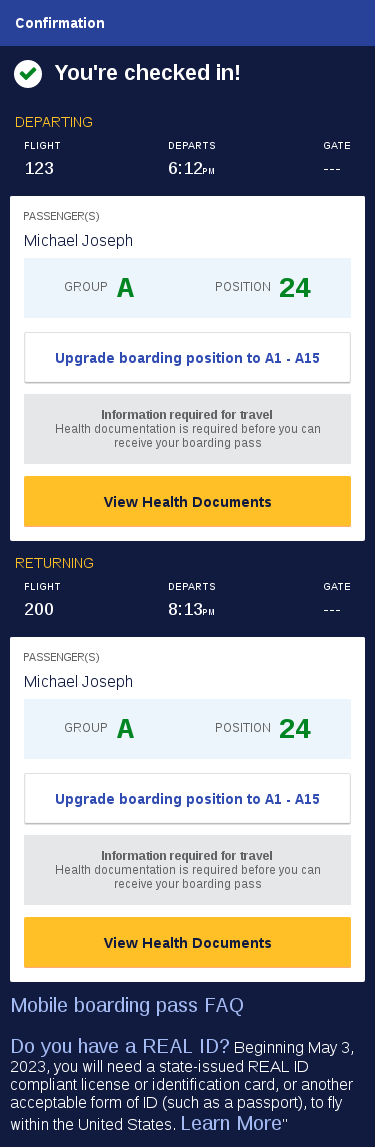 Confirmation
You're checked in!
DEPARTING
FLIGHT DEPARTS GATE
123 6:12PM ---
PASSENGER(S)
Michael Joseph
GROUP A POSITION 24
Upgrade boarding position to A1 - A15
Information required for travel
Health documentation is required before you can
receive your boarding pass
View Health Documents
RETURNING
FLIGHT DEPARTS GATE
200 8:13PM ---
PASSENGER(S)
Michael Joseph
GROUP A POSITION 24
Upgrade boarding position to A1 - A15
Information required for travel
Health documentation is required before you can
receive your boarding pass
View Health Documents
Mobile boarding pass FAQ
Do you have a REAL ID? Beginning May 3,
2023, you will need a state-issued REAL ID
compliant license or identification card, or another
acceptable form of ID (such as a passport), to fly
within the United States. Learn More"